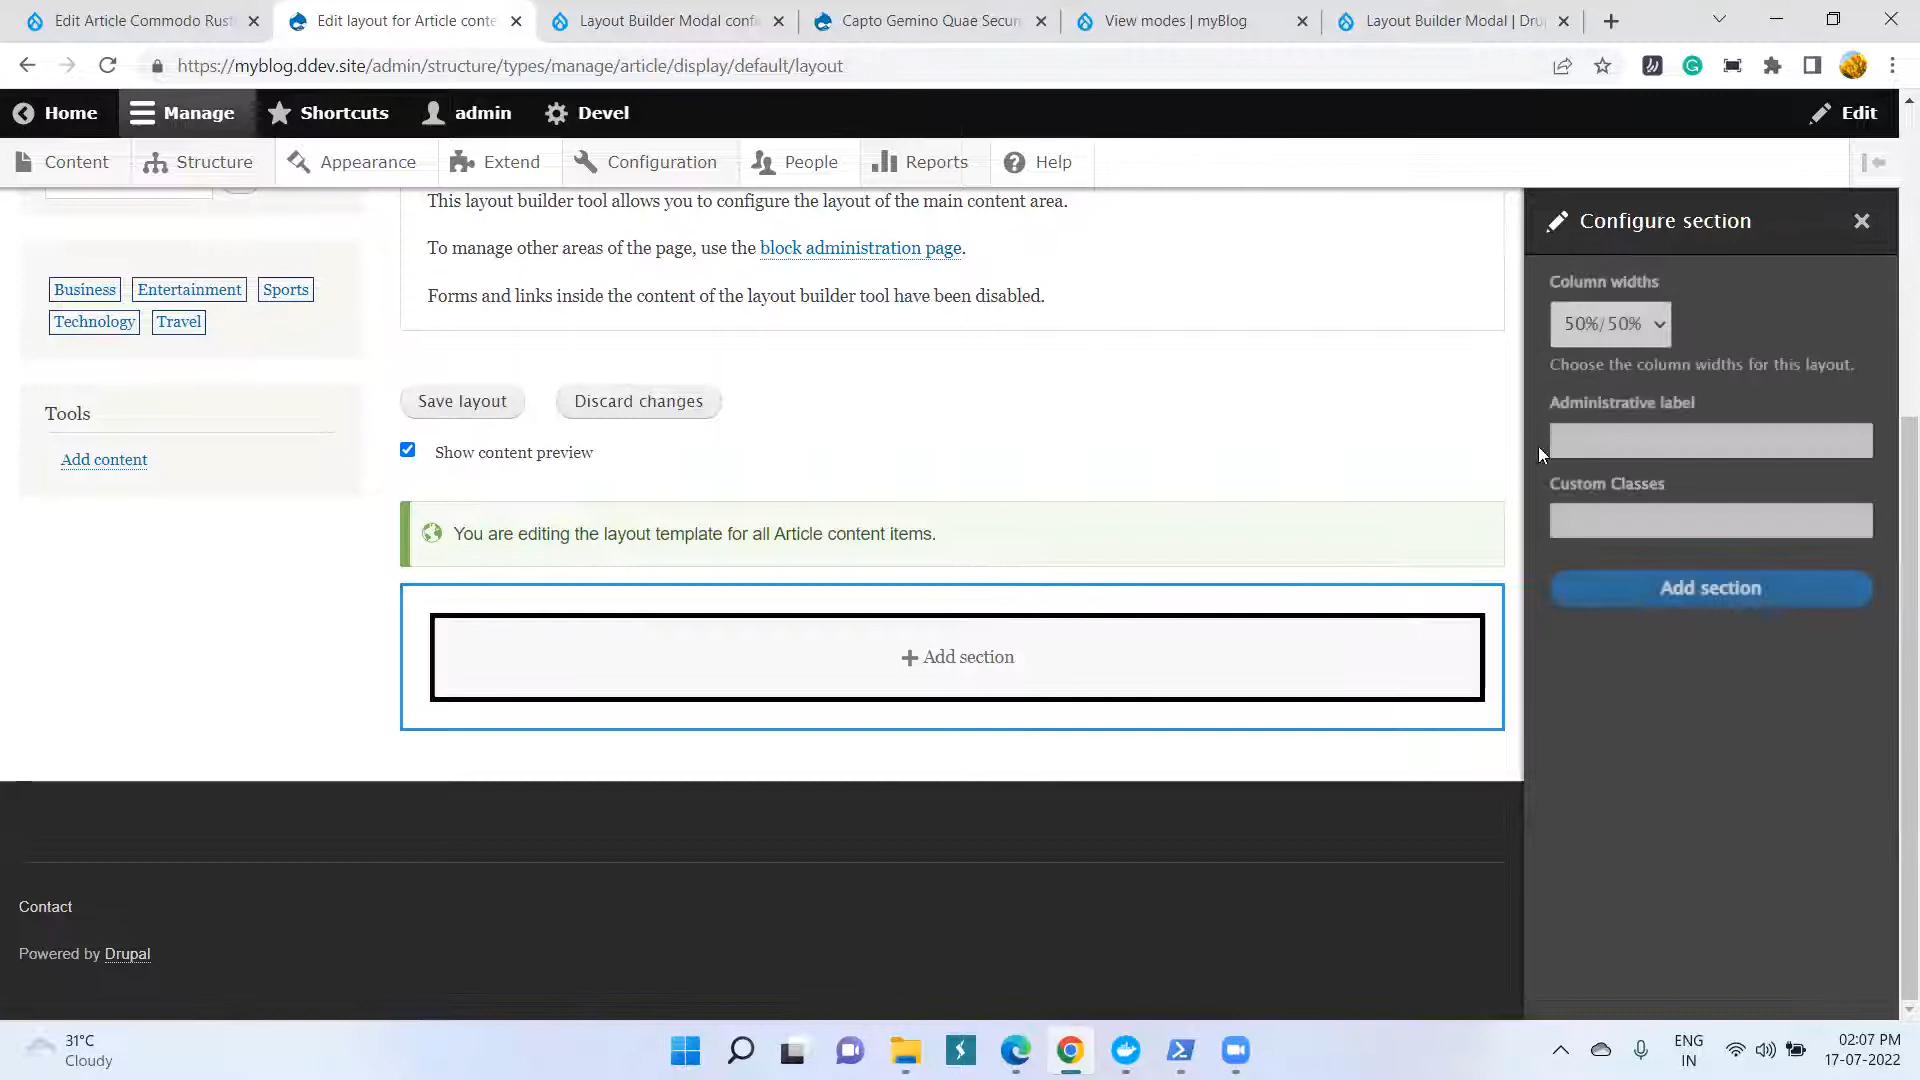 Edit Article Commodo Rust
Edit layout for Article conte
Layout Builder Modal confi
Capto Gemino Quae Secun
View modes | myBlog
Layout Builder Modal | Dru
https://myblog.ddev.site/admin/structure/types/manage/article/display/default/layout
Home
Manage
Shortcuts
admin
Devel
Edit
Content
Structure
Appearance
Extend
Configuration
People
Reports
Help
Business
Entertainment
Sports
Technology
Travel
Tools
Add content
This layout builder tool allows you to configure the layout of the main content area.
To manage other areas of the page, use the block administration page.
Forms and links inside the content of the layout builder tool have been disabled.
Save layout
Discard changes
Show content preview
You are editing the layout template for all Article content items.
Add section
Configure section
Column widths
50%/50%
Choose the column widths for this layout.
Administrative label
Custom Classes
Add section
Contact
Powered by Drupal
31°C
Cloudy
ENG
IN
02:07 PM
17-07-2022